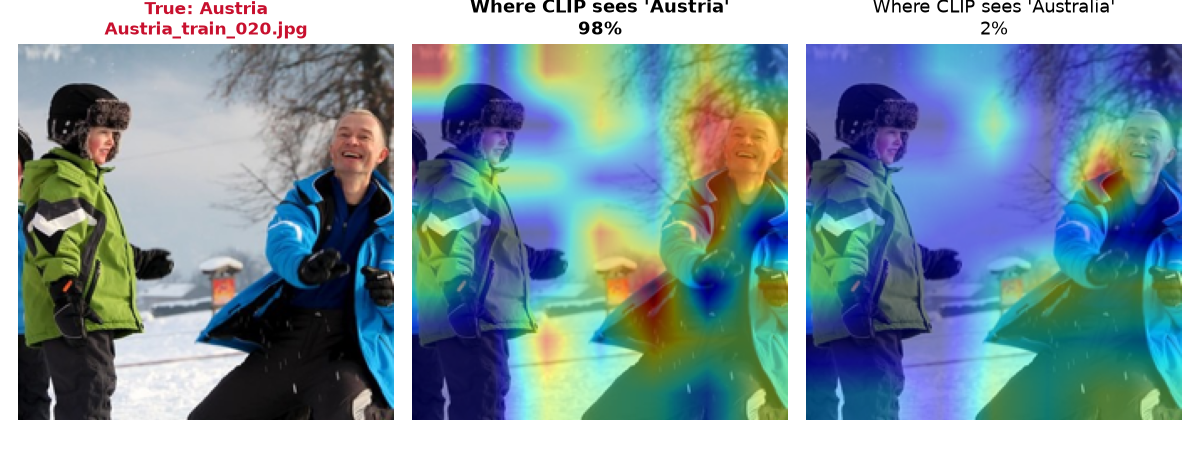 True: Austria
Austria_train_020.jpg
Where CLIP sees 'Austria'
98%
Where CLIP sees 'Australia'
2%